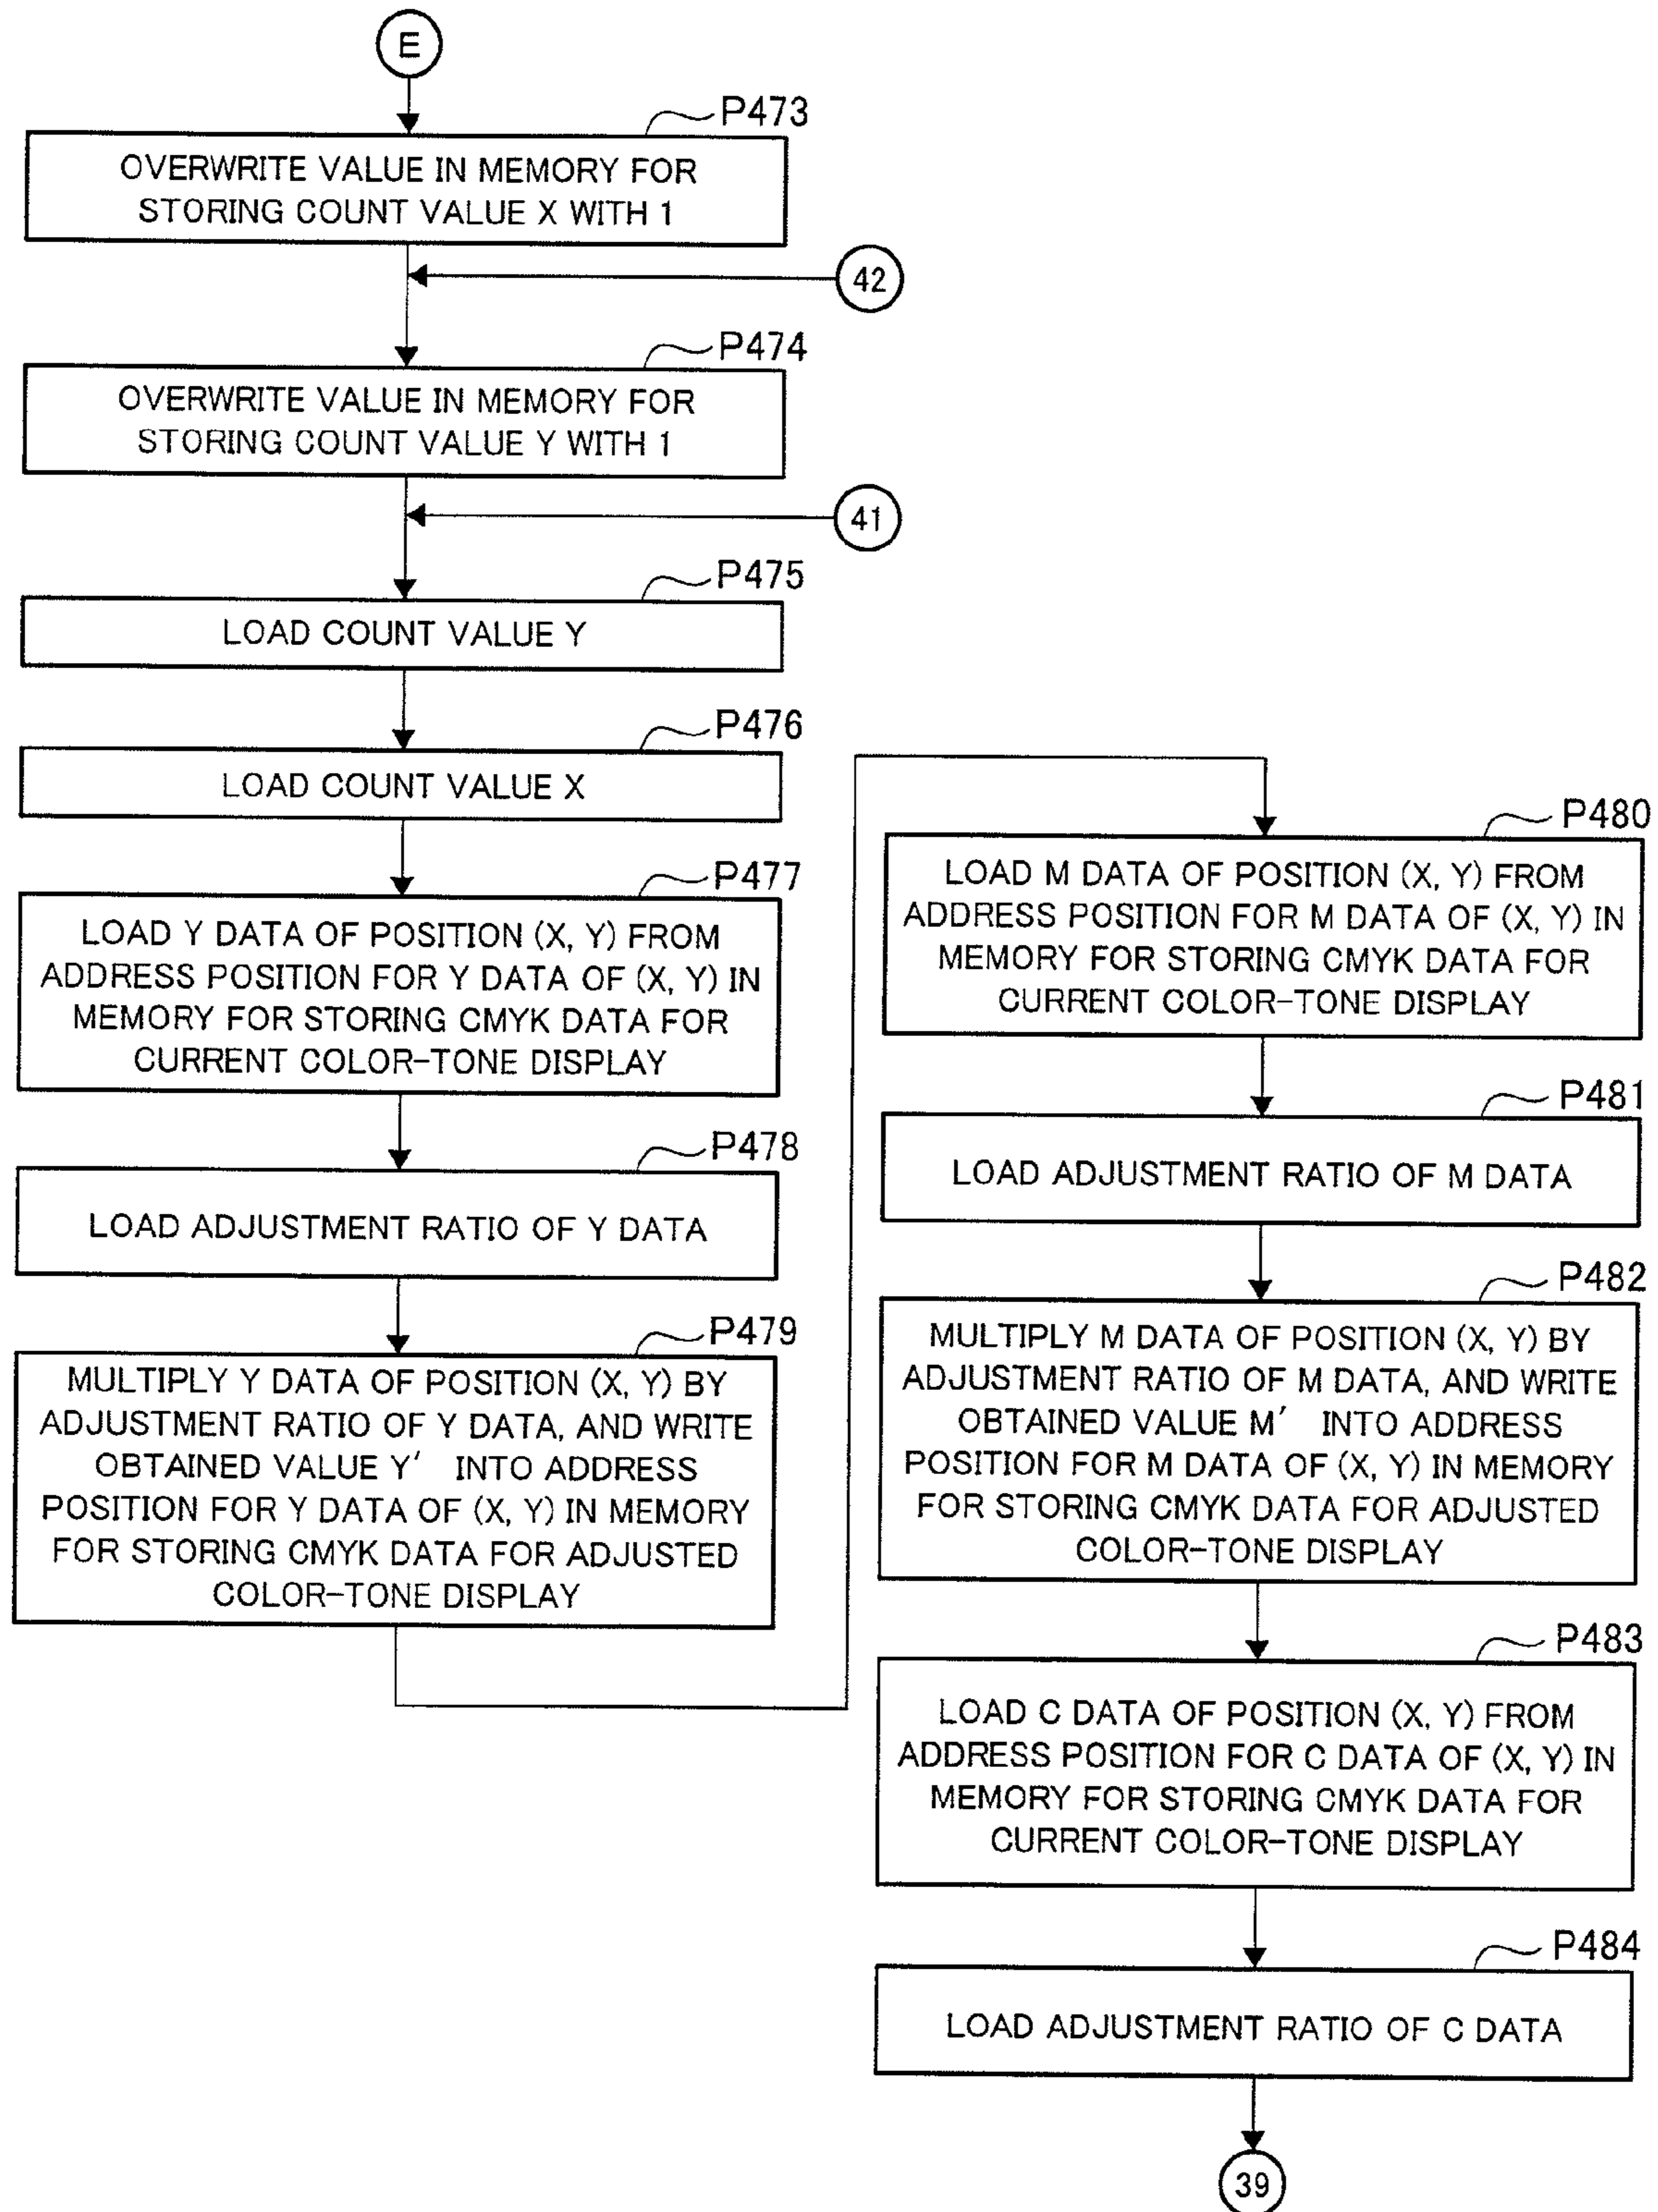 E
P473
OVERWRITE VALUE IN MEMORY FOR
STORING COUNT VALUE X WITH 1
42
P474
OVERWRITE VALUE IN MEMORY FOR
STORING COUNT VALUE Y WITH 1
41
P475
LOAD COUNT VALUE Y
P476
LOAD COUNT VALUE X
P477
LOAD Y DATA OF POSITION (X, Y) FROM
ADDRESS POSITION FOR Y DATA OF (X, Y) IN
MEMORY FOR STORING CMYK DATA FOR
CURRENT COLOR-TONE DISPLAY
P478
LOAD ADJUSTMENT RATIO OF Y DATA
P479
MULTIPLY Y DATA OF POSITION (X, Y) BY
ADJUSTMENT RATIO OF Y DATA, AND WRITE
OBTAINED VALUE Y′ INTO ADDRESS
POSITION FOR Y DATA OF (X, Y) IN MEMORY
FOR STORING CMYK DATA FOR ADJUSTED
COLOR-TONE DISPLAY
P480
LOAD M DATA OF POSITION (X, Y) FROM
ADDRESS POSITION FOR M DATA OF (X, Y) IN
MEMORY FOR STORING CMYK DATA FOR
CURRENT COLOR-TONE DISPLAY
P481
LOAD ADJUSTMENT RATIO OF M DATA
P482
MULTIPLY M DATA OF POSITION (X, Y) BY
ADJUSTMENT RATIO OF M DATA, AND WRITE
OBTAINED VALUE M′ INTO ADDRESS
POSITION FOR M DATA OF (X, Y) IN MEMORY
FOR STORING CMYK DATA FOR ADJUSTED
COLOR-TONE DISPLAY
P483
LOAD C DATA OF POSITION (X, Y) FROM
ADDRESS POSITION FOR C DATA OF (X, Y) IN
MEMORY FOR STORING CMYK DATA FOR
CURRENT COLOR-TONE DISPLAY
P484
LOAD ADJUSTMENT RATIO OF C DATA
39